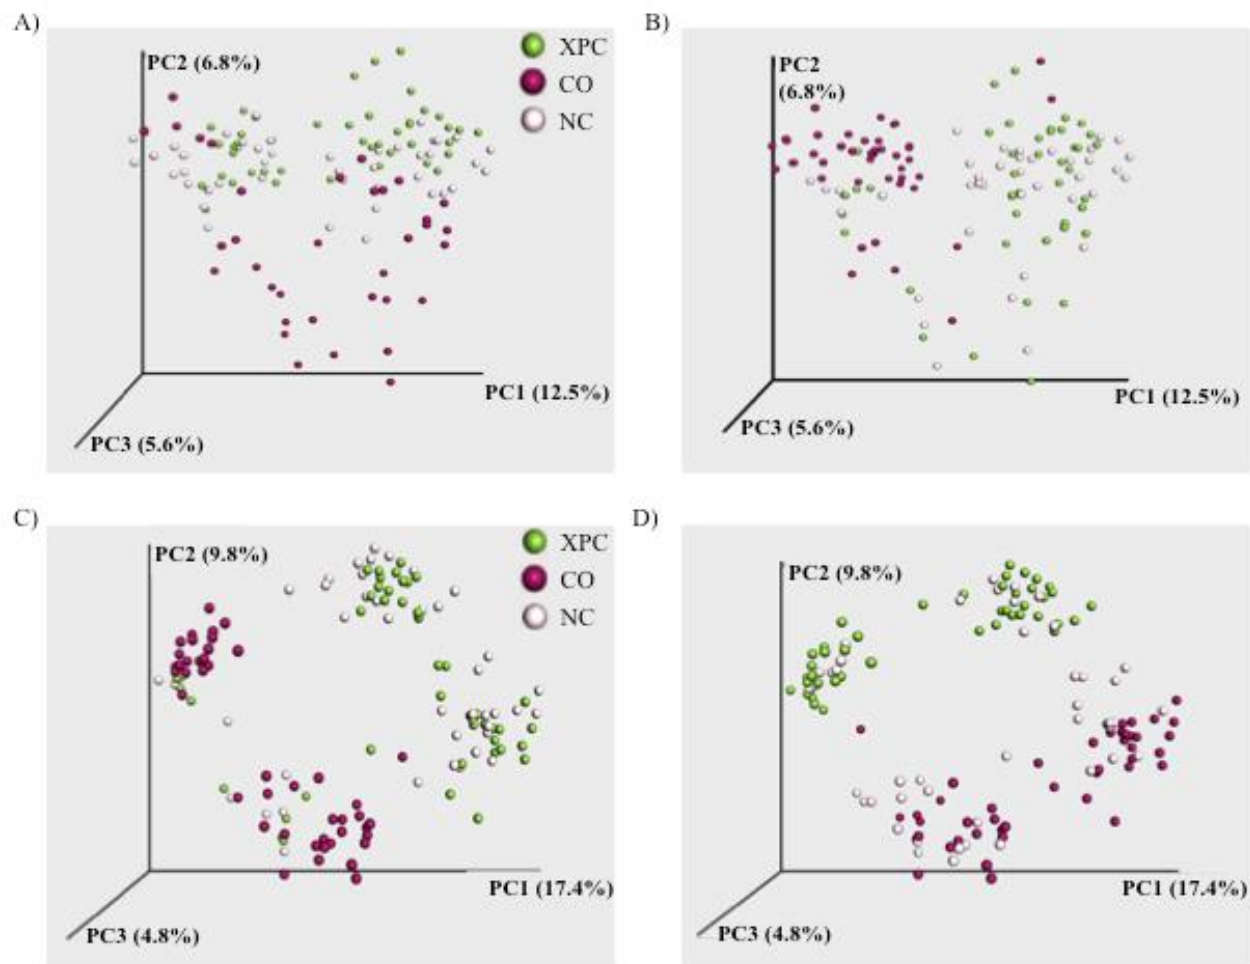 A)
PC2 (6.8%)
XPC
CO
NC
PC1 (12.5%)
PC3 (5.6%)
B)
PC2
(6.8%)
PC1 (12.5%)
PC3 (5.6%)
C)
PC2 (9.8%)
XPC
CO
NC
PC1 (17.4%)
PC3 (4.8%)
D)
PC2 (9.8%)
PC1 (17.4%)
PC3 (4.8%)